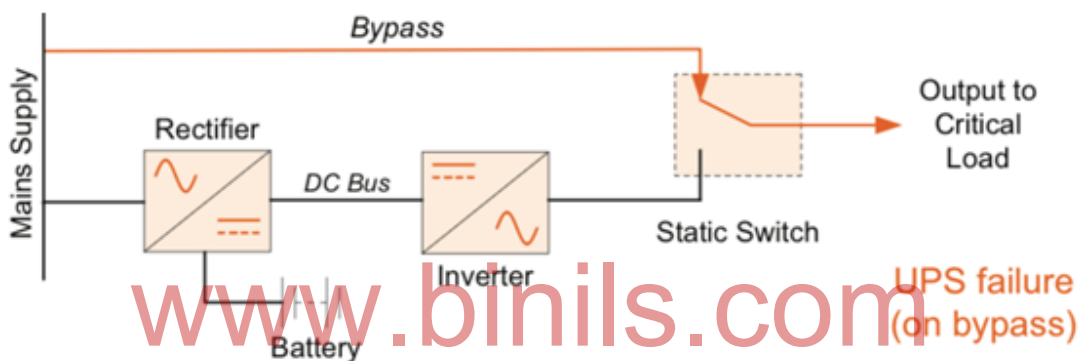 Bypass
Mains Supply
Rectifier
DC Bus
Inverter
Battery
Static Switch
Output to
Critical
Load
UPS failure
(on bypass)
www.binils.com